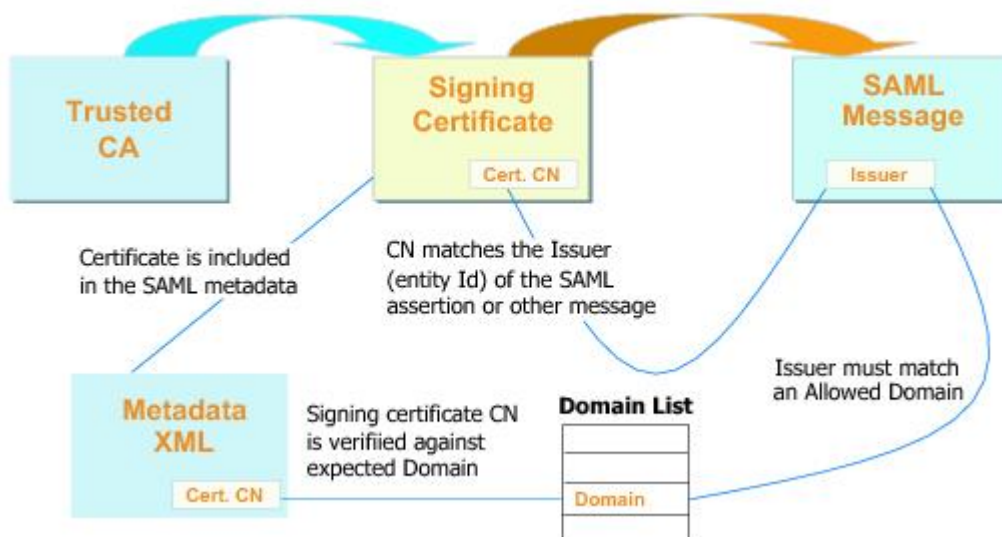 Trusted
CA
Signing
Certificate
Cert. CN
SAML
Message
Issuer
Certificate is included
in the SAML metadata
CN matches the Issuer
(entity Id) of the SAML
assertion or other message
Issuer must match
an Allowed Domain
Metadata
XML
Cert. CN
Signing certificate CN
is verifiied against
expected Domain
Domain List
Domain